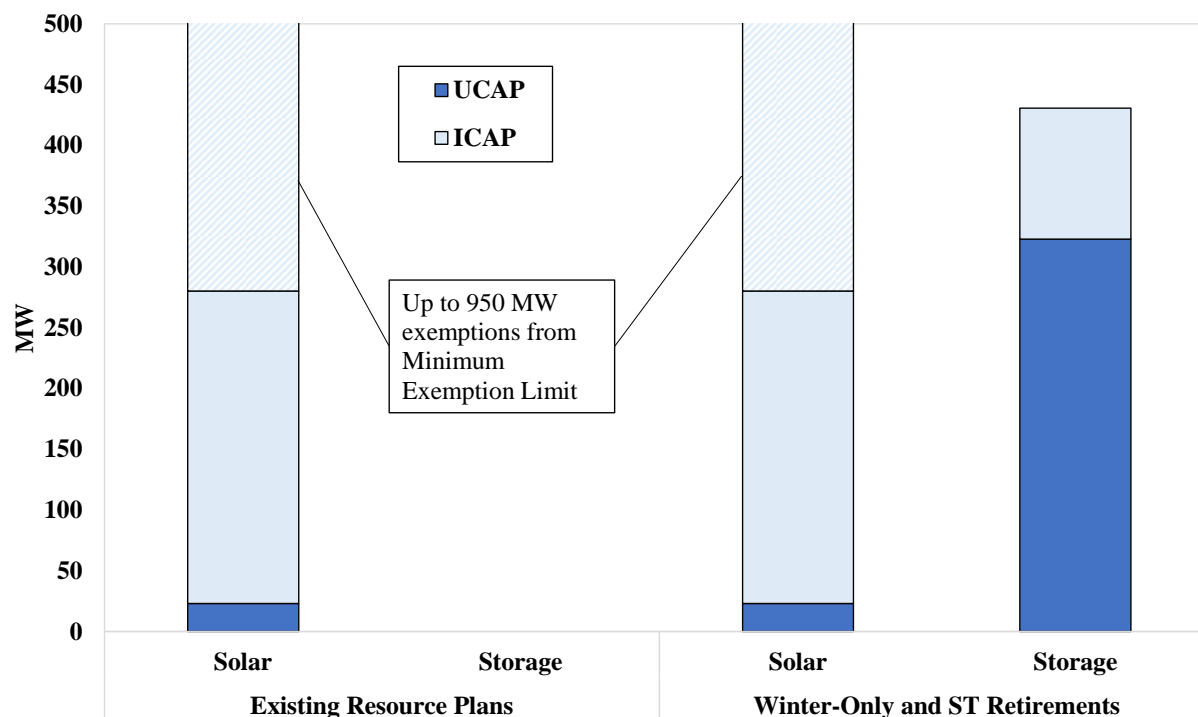 500
450
400
350
300
250
200
150
100
50
0
MW
UCAP
ICAP
Up to 950 MW
exemptions from
Minimum
Exemption Limit
Solar
Storage
Solar
Storage
Existing Resource Plans
Winter-Only and ST Retirements